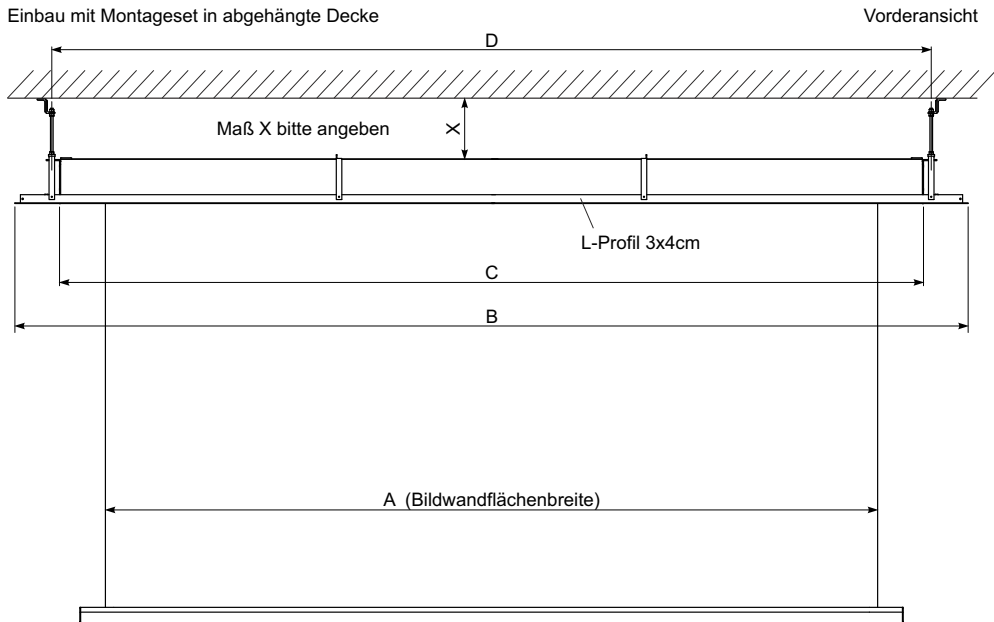 Einbau mit Montageset in abgehängte Decke
Vorderansicht
D
Maß X bitte angeben
X
L-Profil 3x4cm
C
B
A (Bildwandflächenbreite)